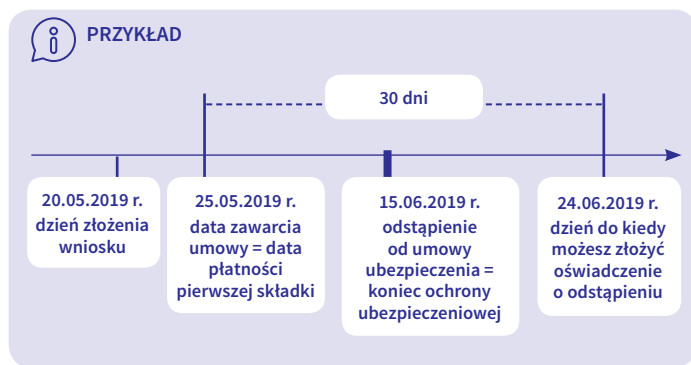 PRZYKŁAD
30 dni
20.05.2019 r.
dzień złożenia
wniosku
25.05.2019 r.
data zawarcia
umowy = data
płatności
pierwszej składki
15.06.2019 r.
odstąpienie
od umowy
ubezpieczenia =
koniec ochrony
ubezpieczeniowej
24.06.2019 r.
dzień do kiedy
możesz złożyć
oświadczenie
o odstąpieniu